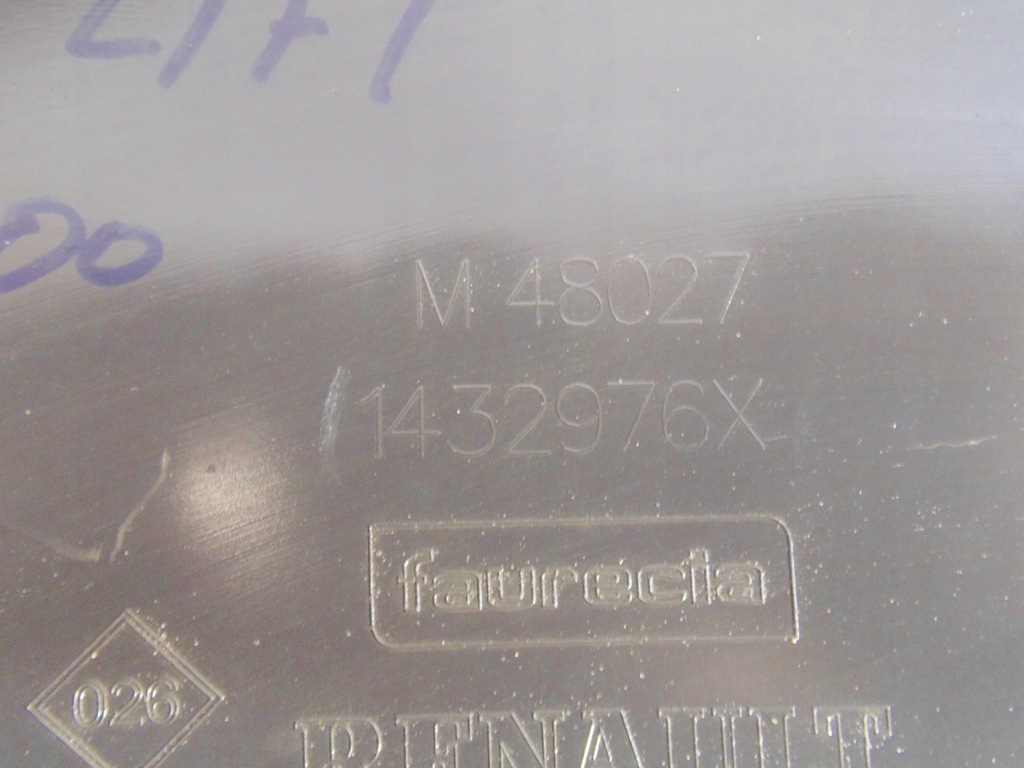 M 48027
1432976X
faurecia
026
RENAULT